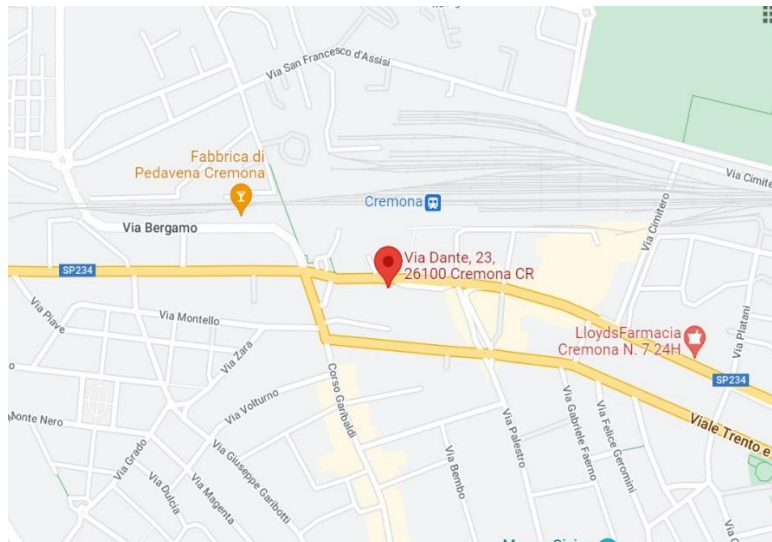 Via San Francesco d'Assisi
Fabbrica di
Pedavena Cremona
Cremona
Via Cimite
Via Cimitero
Via Bergamo
Via Dante, 23,
26100 Cremona CR
SP234
Via Piave
Via Montello
Via Zara
LloydsFarmacia
Cremona N. 7 24H
Via Platani
SP234
Corso Garibaldi
Via Volturno
Monte Nero
Via Grado
Via Giuseppe Garibotti
Via Dulcia
Via Magenta
Via Bembo
Via Palestro
Via Gabriele Faerno
Via Felice Geromini
Viale Trento e